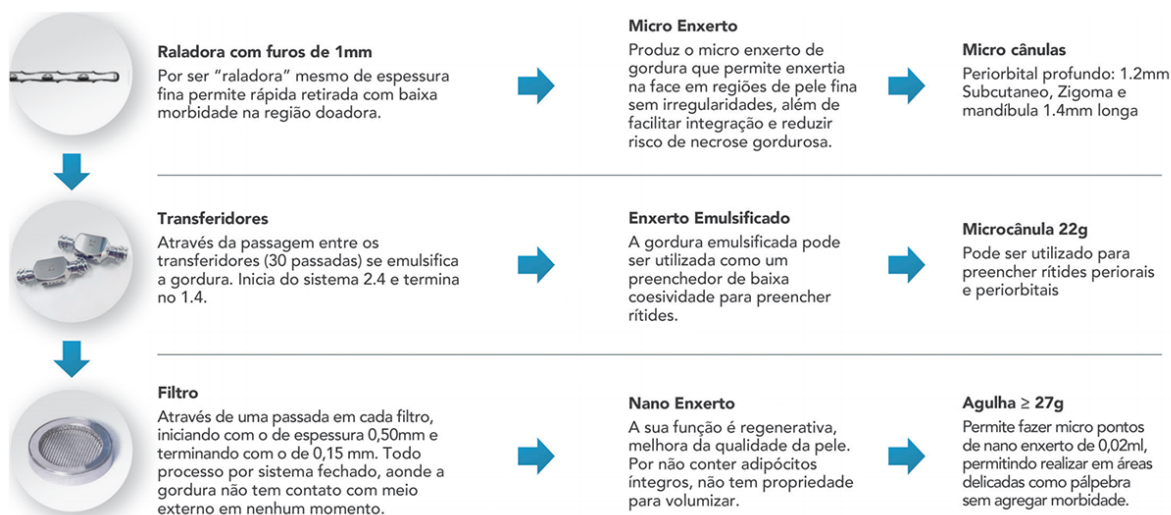 Raladora com furos de 1mm
Por ser “raladora” mesmo de espessura
fina permite rápida retirada com baixa
morbidade na região doadora.
Micro Enxerto
Produz o micro enxerto de
gordura que permite enxertia
na face em regiões de pele fina
sem irregularidades, além de
facilitar integração e reduzir
risco de necrose gordurosa.
Micro cânulas
Periorbital profundo: 1.2mm
Subcutaneo, Zigoma e
mandíbula 1.4mm longa
Transferidores
Através da passagem entre os
transferidores (30 passadas) se emulsifica
a gordura. Inicia do sistema 2.4 e termina
no 1.4.
Enxerto Emulsificado
A gordura emulsificada pode
ser utilizada como um
preenchedor de baixa
coesividade para preencher
rítides.
Microcânula 22g
Pode ser utilizado para
preencher rítides periorais
e periorbitais
Filtro
Através de uma passada em cada filtro,
iniciando com o de espessura 0,50mm e
terminando com o de 0,15 mm. Todo
processo por sistema fechado, aonde a
gordura não tem contato com meio
externo em nenhum momento.
Nano Enxerto
A sua função é regenerativa,
melhora da qualidade da pele.
Por não conter adipócitos
íntegros, não tem propriedade
para volumizar.
Agulha ≥ 27g
Permite fazer micro pontos
de nano enxerto de 0,02ml,
permitindo realizar em áreas
delicadas como pálpebra
sem agregar morbidade.